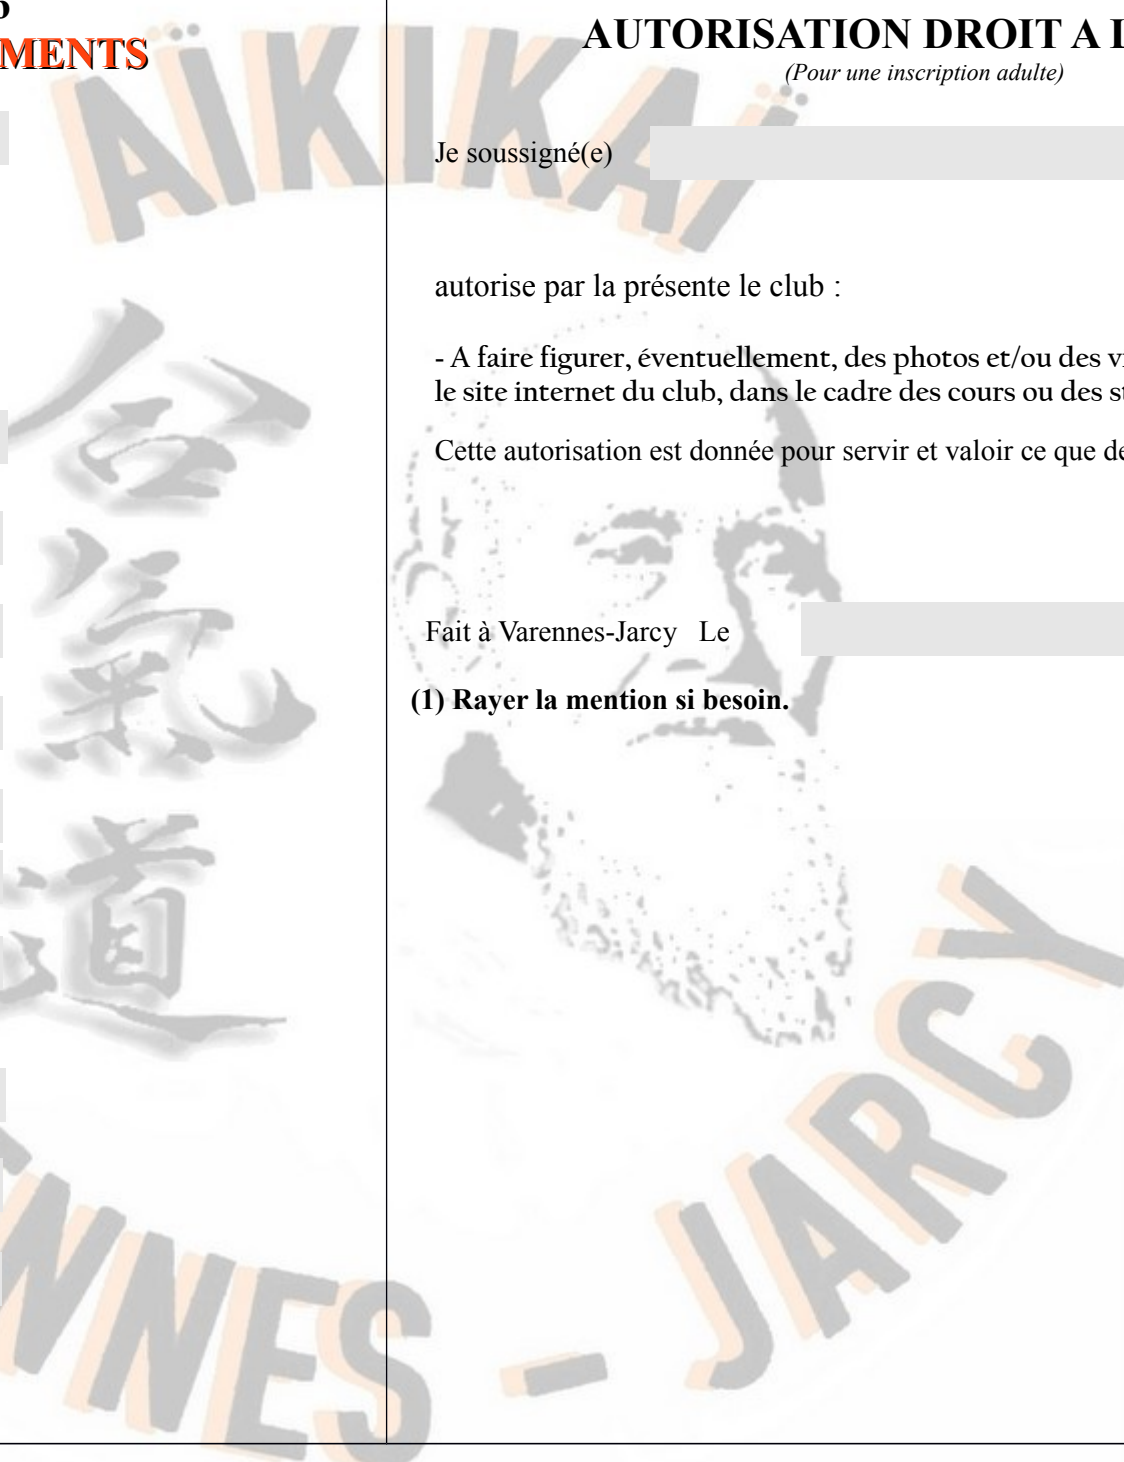 MENTS
AÏKIKAÏ
合
氣
道
NNES - JARCY
AUTORISATION DROIT A
(Pour une inscription adulte)
Je soussigné(e)
autorise par la présente le club :
- A faire figurer, éventuellement, des photos et/ou des
le site internet du club, dans le cadre des cours ou des
Cette autorisation est donnée pour servir et valoir ce que
Fait à Varennes-Jarcy Le
(1) Rayer la mention si besoin.